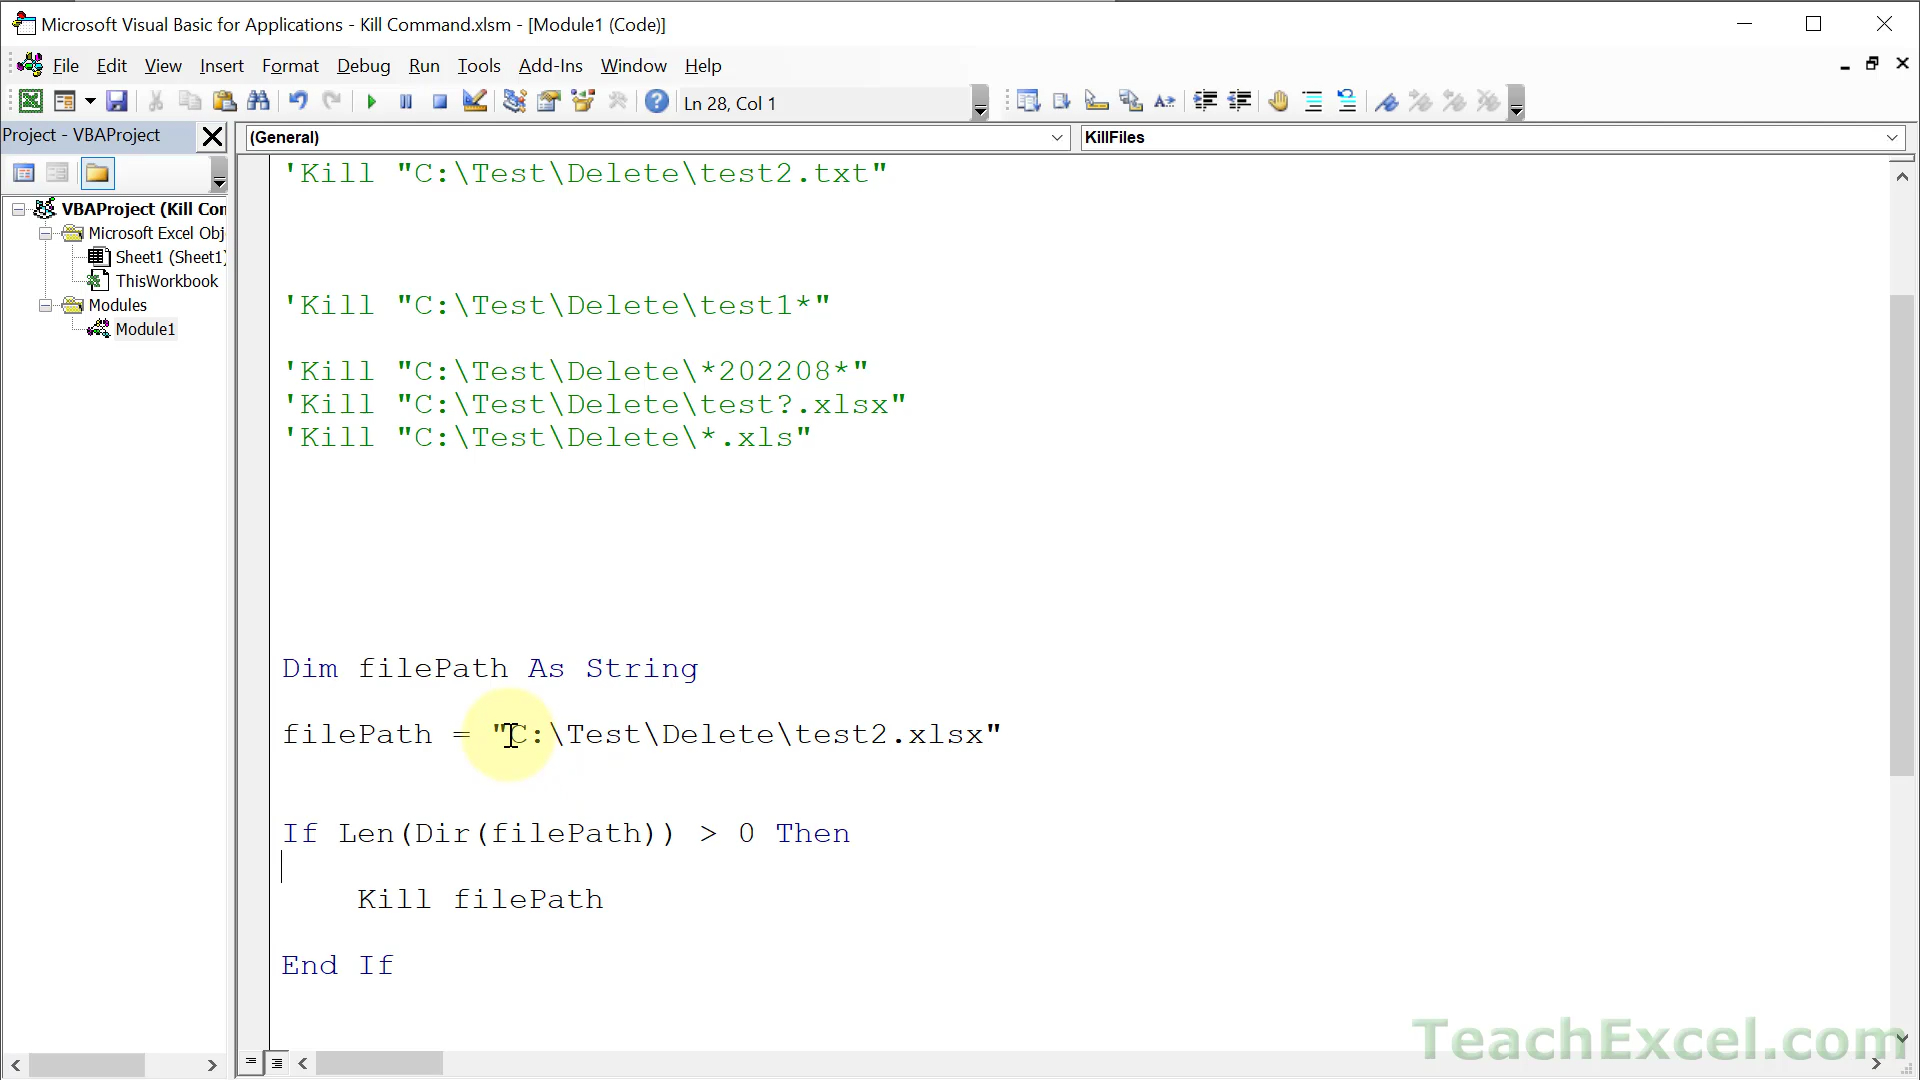 Microsoft Visual Basic for Applications - Kill Command.xlsm - [Module1 (Code)]
File Edit View Insert Format Debug Run Tools Add-Ins Window Help
Ln 28, Col 1
Project - VBAProject
(General)
KillFiles
VBAProject (Kill Con
Microsoft Excel Obj
Sheet1 (Sheet1)
ThisWorkbook
Modules
Module1
'Kill "C:\Test\Delete\test2.txt"
'Kill "C:\Test\Delete\test1*"
'Kill "C:\Test\Delete\*202208*"
'Kill "C:\Test\Delete\test?.xlsx"
'Kill "C:\Test\Delete\*.xls"
Dim filePath As String
filePath = "C:\Test\Delete\test2.xlsx"
If Len(Dir(filePath)) > 0 Then
Kill filePath
End If
TeachExcel.com